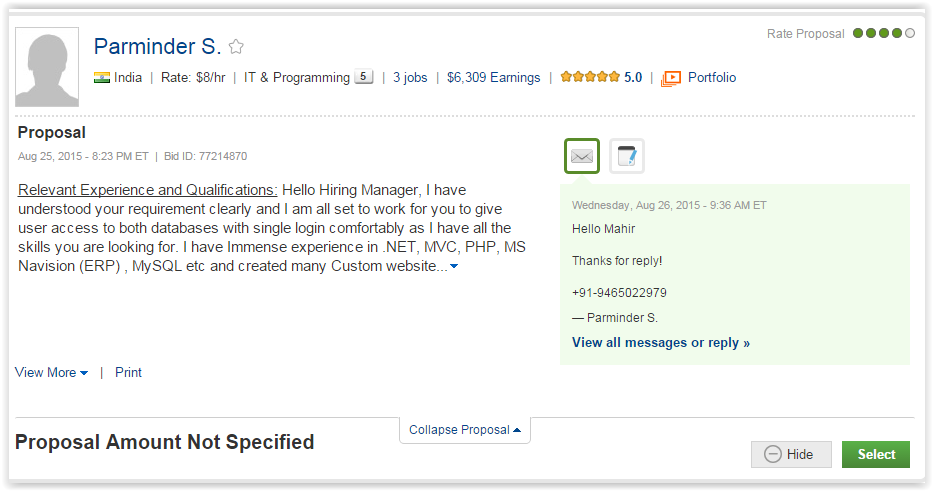 Parminder S.
Rate Proposal
India | Rate: $8/hr | IT & Programming 5 | 3 jobs | $6,309 Earnings | 5.0 | Portfolio
Proposal
Aug 25, 2015 - 8:23 PM ET | Bid ID: 77214870
Relevant Experience and Qualifications: Hello Hiring Manager, I have
understood your requirement clearly and I am all set to work for you to give
user access to both databases with single login comfortably as I have all the
skills you are looking for. I have Immense experience in .NET, MVC, PHP, MS
Navision (ERP) , MySQL etc and created many Custom website...
Wednesday, Aug 26, 2015 - 9:36 AM ET
Hello Mahir
Thanks for reply!
+91-9465022979
— Parminder S.
View all messages or reply »
View More | Print
Collapse Proposal
Proposal Amount Not Specified
Hide
Select